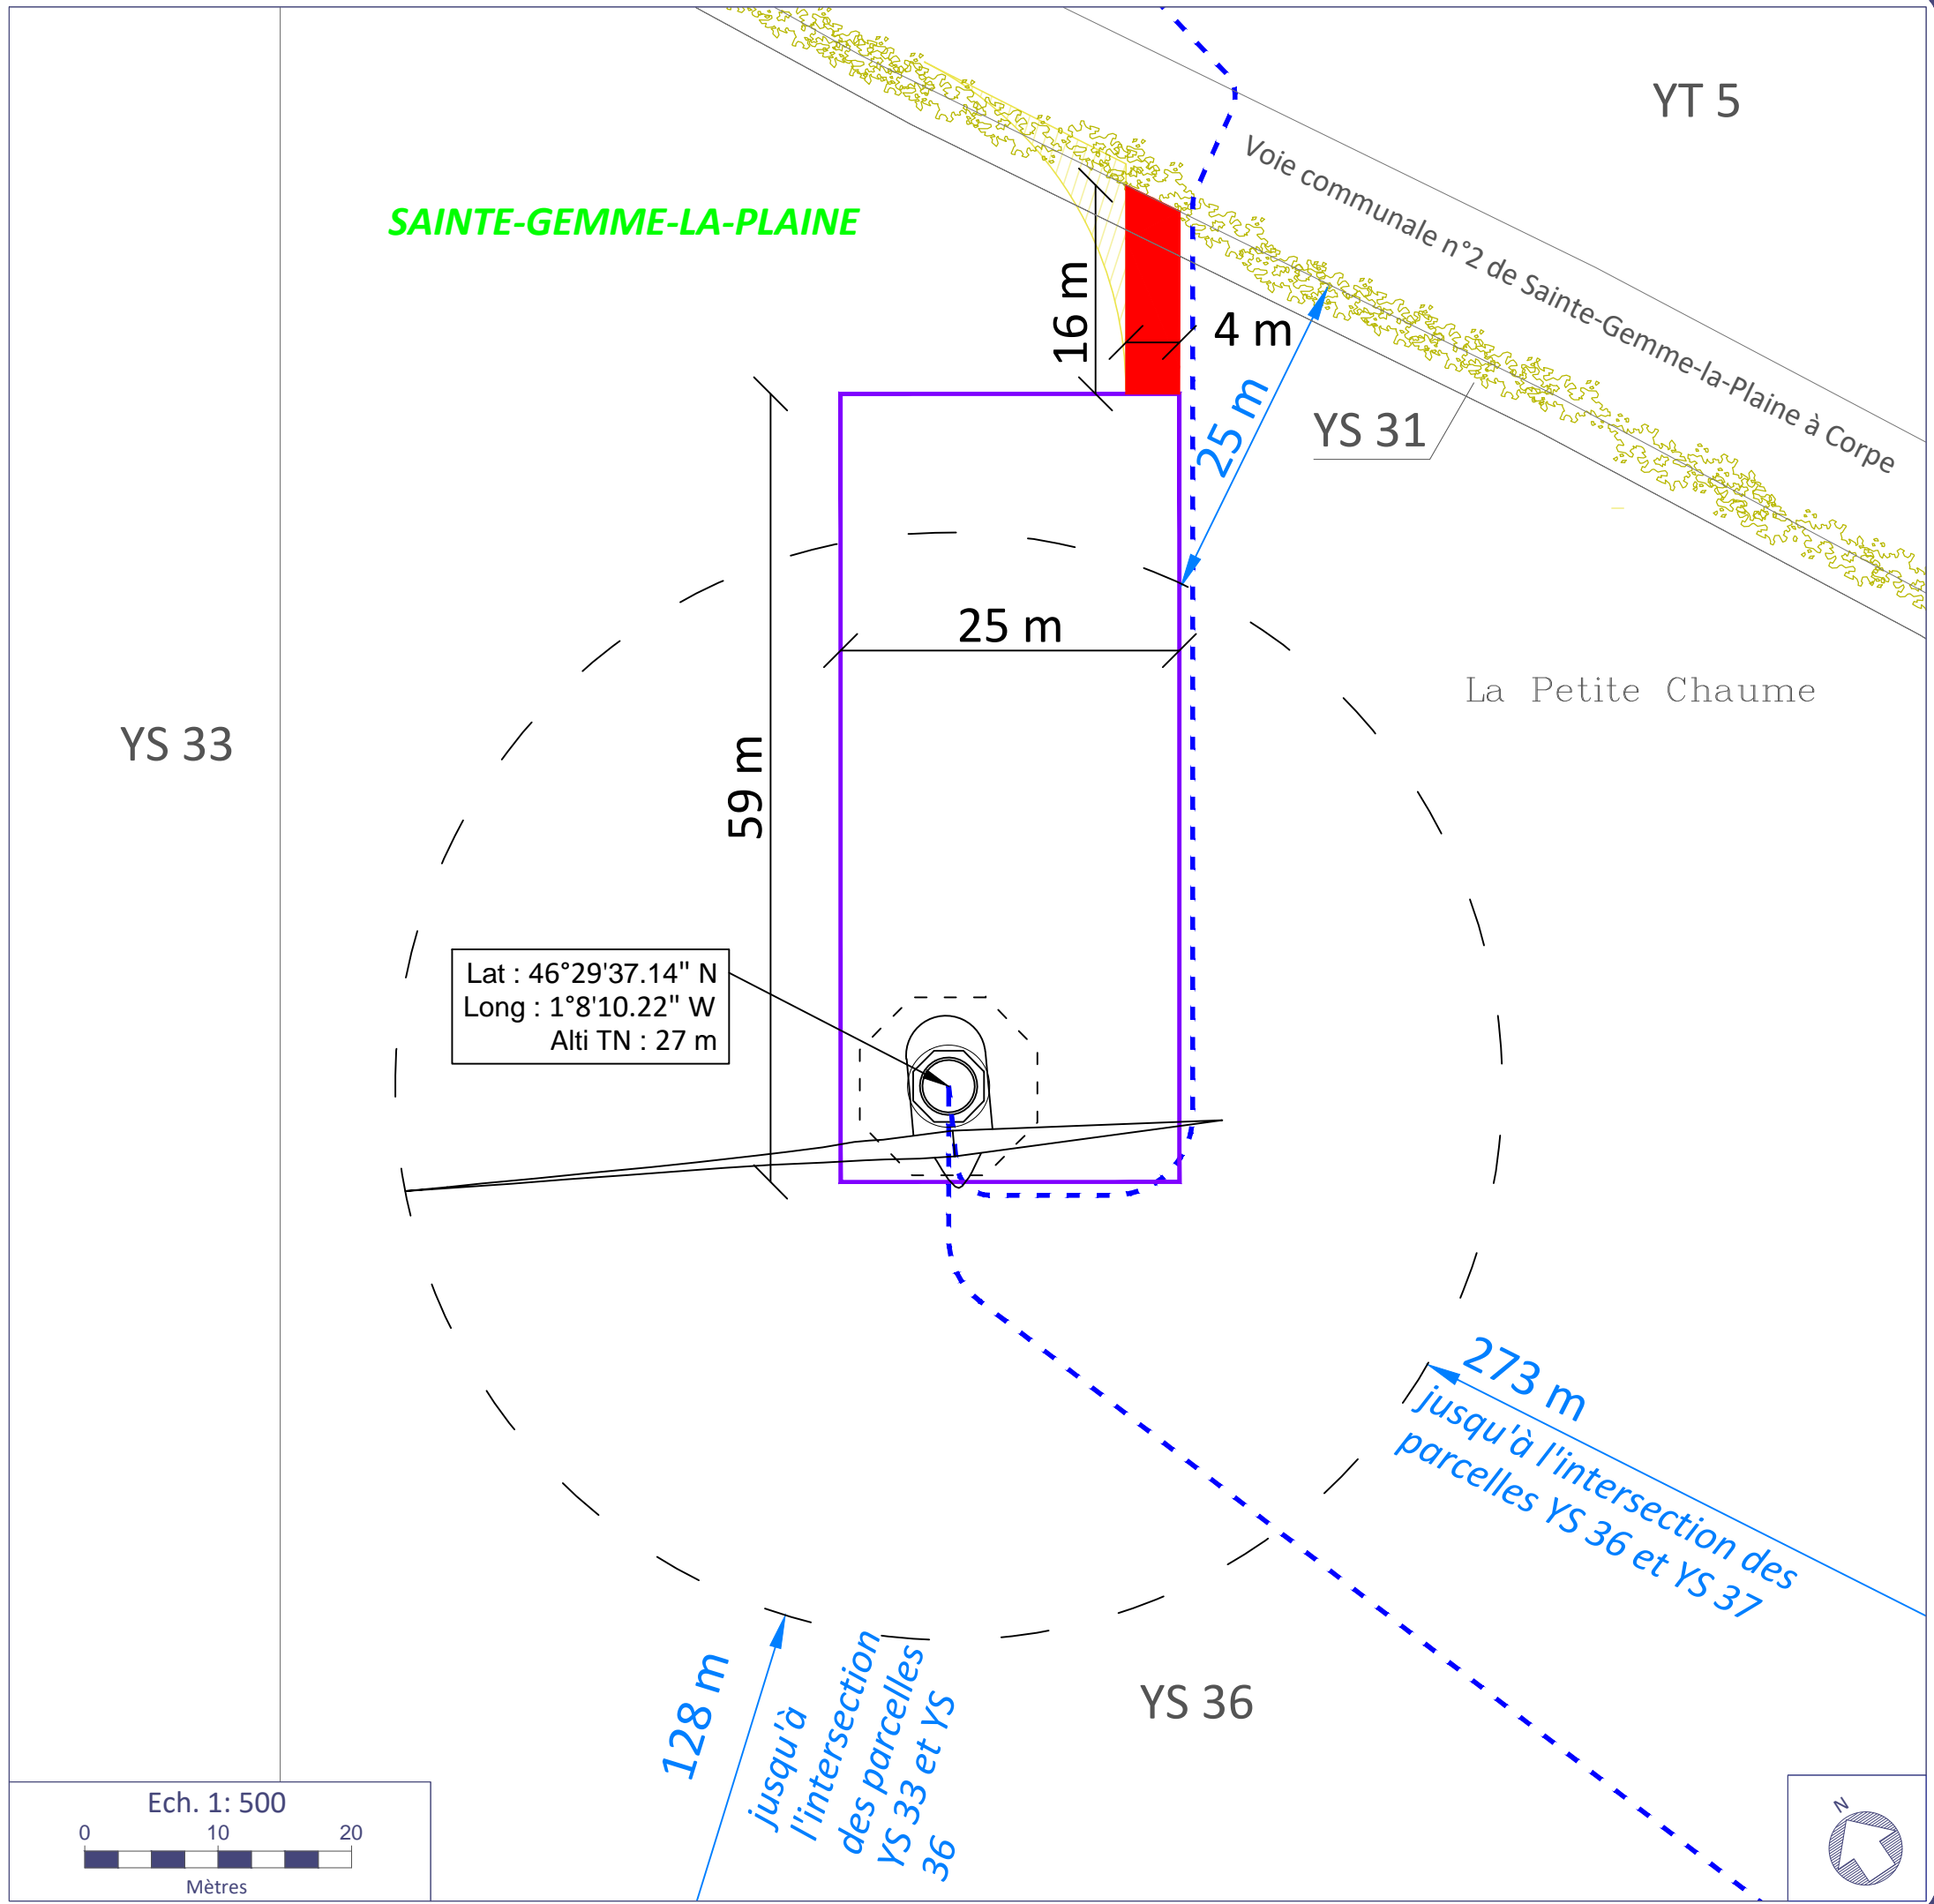 YT 5
Voie communale n°2 de Sainte-Gemme-la-Plaine à Corpe
SAINTE-GEMME-LA-PLAINE
16 m
4 m
25 m
YS 31
25 m
La Petite Chaume
YS 33
59 m
Lat : 46°29'37.14" N
Long : 1°8'10.22" W
Alti TN : 27 m
273 m
jusqu'à l'intersection des
parcelles YS 36 et YS 37
128 m
jusqu'à
l'intersection
des parcelles
YS 33 et YS
36
YS 36
Ech. 1: 500
0 10 20
Mètres
N